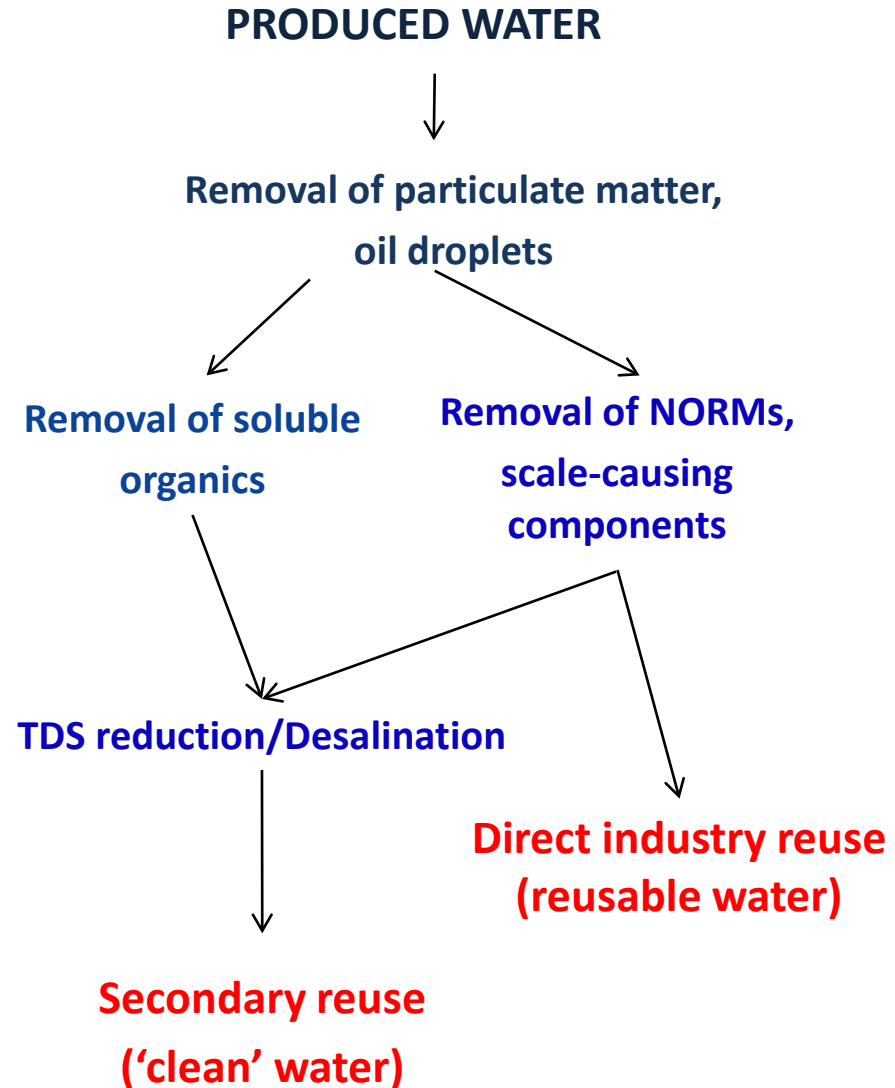 PRODUCED WATER
Removal of particulate matter,
oil droplets
Removal of soluble
organics
Removal of NORMs,
scale-causing
components
TDS reduction/Desalination
Direct industry reuse
(reusable water)
Secondary reuse
(‘clean’ water)